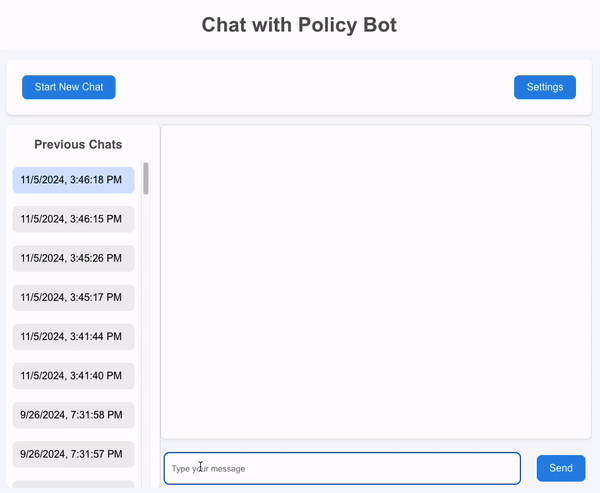 Chat with Policy Bot
Start New Chat
Settings
Previous Chats
11/5/2024, 3:46:18 PM
11/5/2024, 3:46:15 PM
11/5/2024, 3:45:26 PM
11/5/2024, 3:45:17 PM
11/5/2024, 3:41:44 PM
11/5/2024, 3:41:40 PM
9/26/2024, 7:31:58 PM
9/26/2024, 7:31:57 PM
Type your message
Send